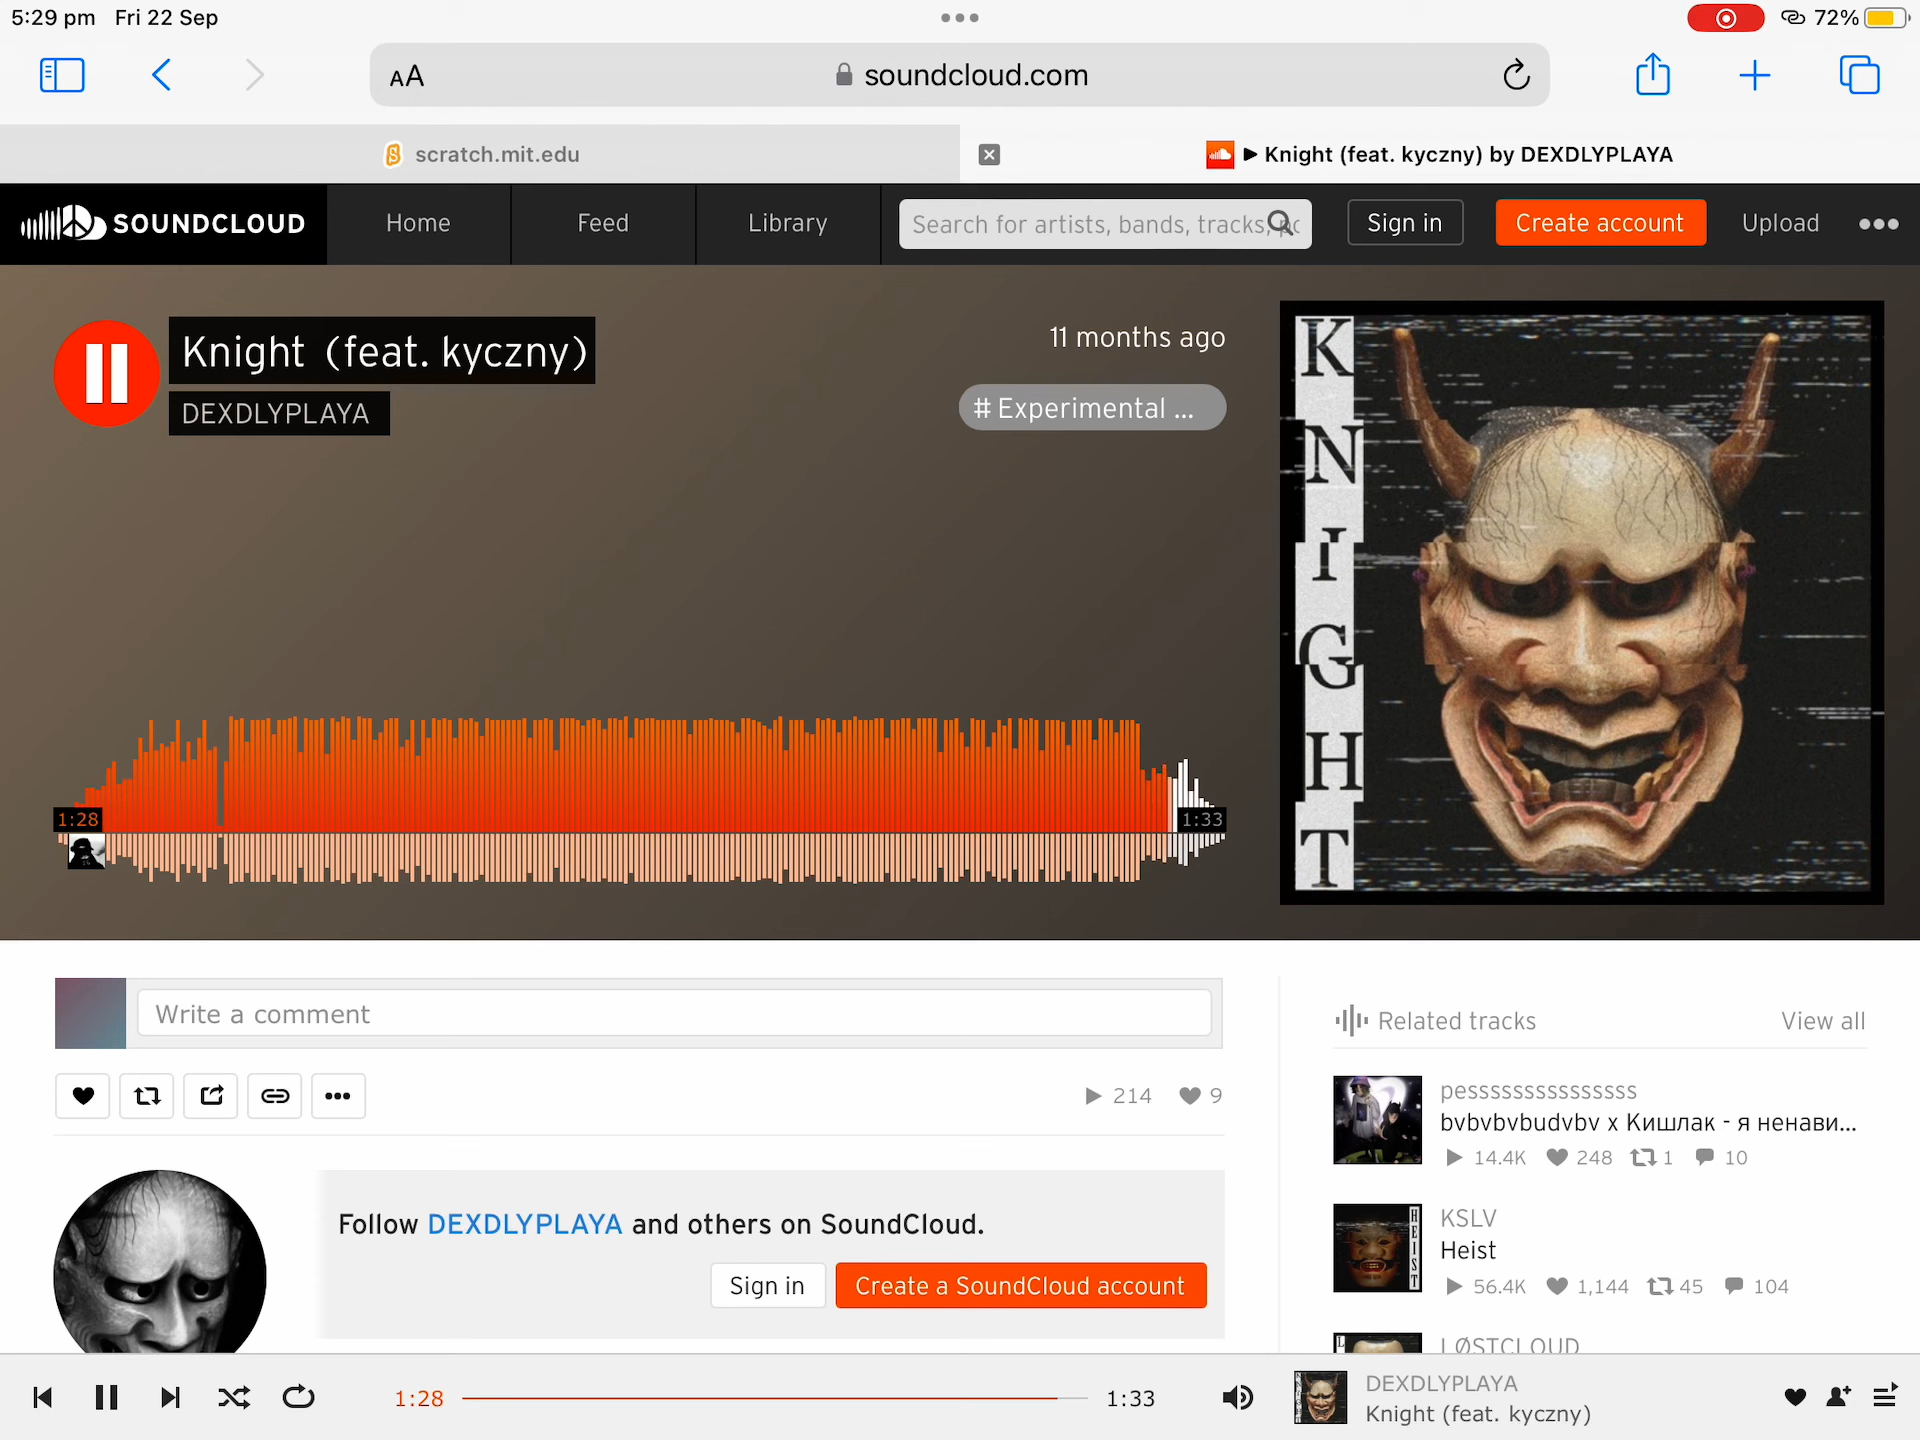 5:29 pm Fri 22 Sep
72%
AA
soundcloud.com
scratch.mit.edu
Knight (feat. kyczny) by DEXDLYPLAYA
SOUNDCLOUD
Home
Feed
Library
Search for artists, bands, tracks,
Sign in
Create account
Upload
Knight (feat. kyczny)
DEXDLYPLAYA
11 months ago
# Experimental ...
KNIGHT
1:28
1:33
Write a comment
214
9
Follow DEXDLYPLAYA and others on SoundCloud.
Sign in
Create a SoundCloud account
Related tracks
View all
pesssssssssssssss
bvbvbvbudvbv x Кишлак - я ненави...
14.4K 248 1 10
KSLV
Heist
HEIST
56.4K 1,144 45 104
LØSTCLOUD
1:28
1:33
DEXDLYPLAYA
Knight (feat. kyczny)